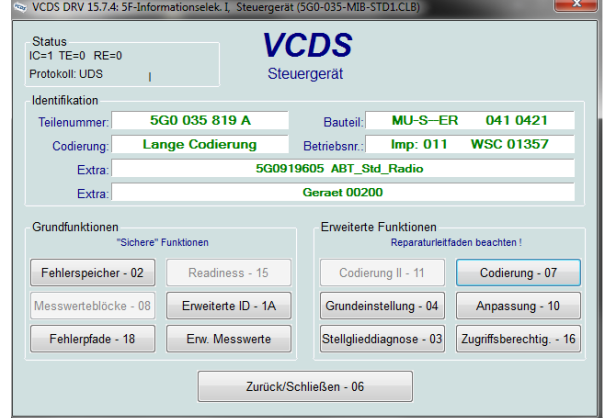 VCDS DRV 15.7.4: 5F-Informationselek. I, Steuergerät (5G0-035-MIB-STD1.CLB)
Status
IC=1 TE=0 RE=0
Protokoll: UDS |
VCDS
Steuergerät
Identifikation
Teilenummer: 5G0 035 819 A Bauteil: MU-S---ER 041 0421
Codierung: Lange Codierung Betriebsnr.: Imp: 011 WSC 01357
Extra: 5G0919605 ABT_Std_Radio
Extra: Geraet 00200
Grundfunktionen
"Sichere" Funktionen
Fehlerspeicher - 02 Readiness - 15
Messwerteblöcke - 08 Erweiterte ID - 1A
Fehlerpfade - 18 Erw. Messwerte
Erweiterte Funktionen
Reparaturleitfaden beachten !
Codierung II - 11 Codierung - 07
Grundeinstellung - 04 Anpassung - 10
Stellglieddiagnose - 03 Zugriffsberechtig. - 16
Zurück/Schließen - 06